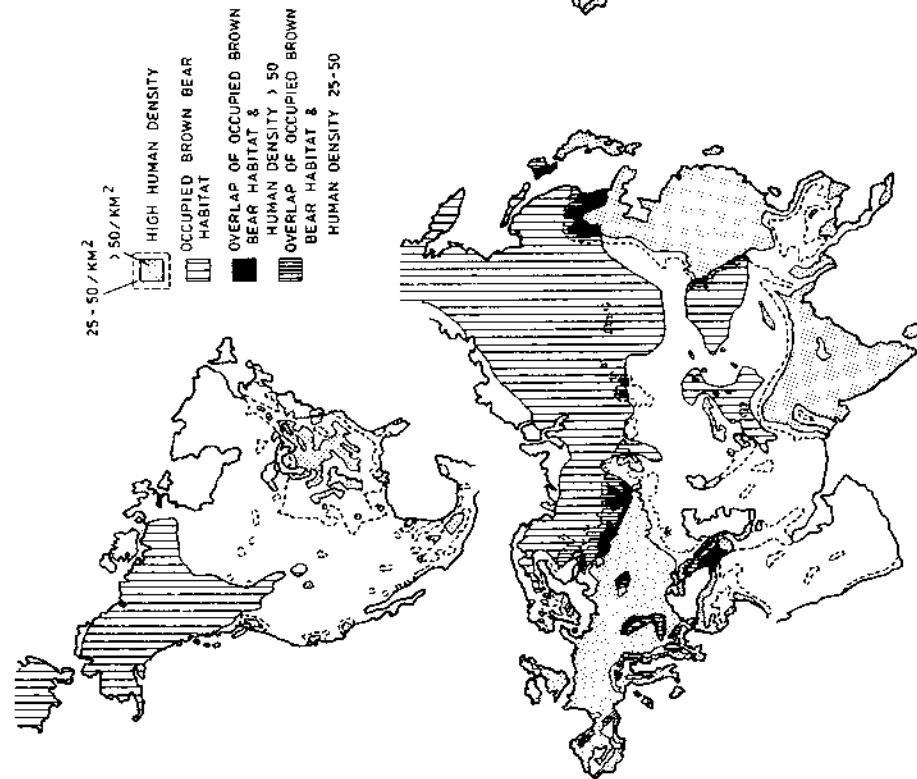 25-50/KM²
>50/KM²
HIGH HUMAN DENSITY
OCCUPIED BROWN BEAR
HABITAT
OVERLAP OF OCCUPIED BROWN
BEAR HABITAT &
HUMAN DENSITY > 50
OVERLAP OF OCCUPIED BROWN
BEAR HABITAT &
HUMAN DENSITY 25-50